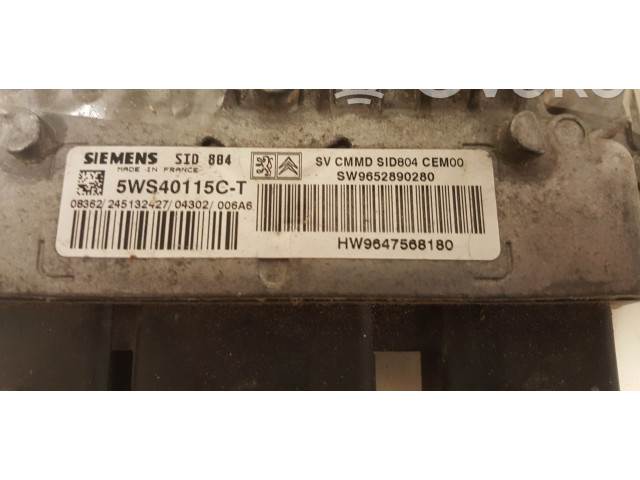 SIEMENS SID 804
MADE IN FRANCE
5WS40115C-T
08362/245132427/04302/006A6
SV CMMD SID804 CEM00
SW9652890280
HW9647568180